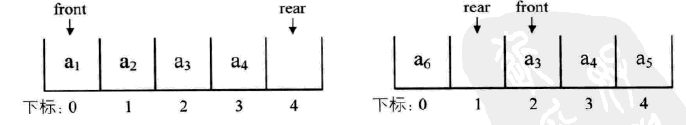 front rear
a1 a2 a3 a4
下标: 0 1 2 3 4
rear front
a6 a3 a4 a5
下标: 0 1 2 3 4